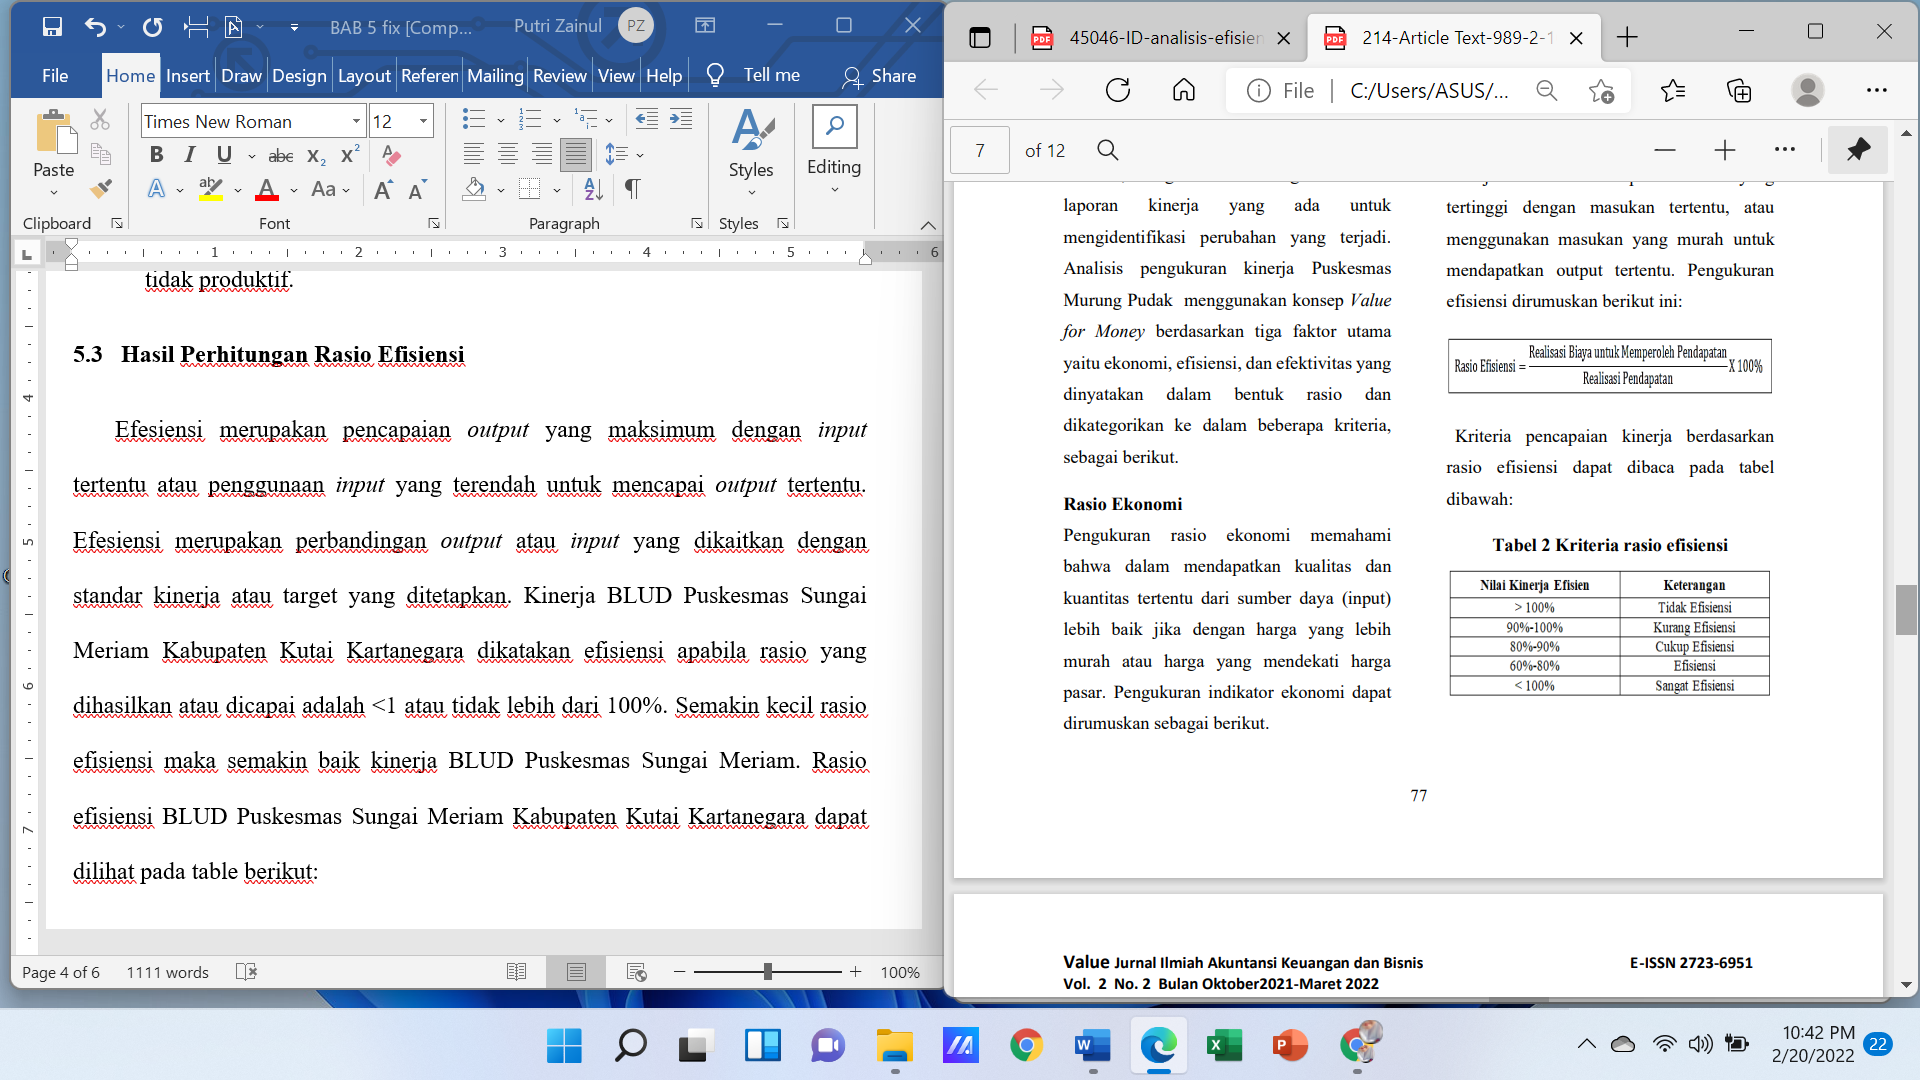 BAB 5 fix [Comp...
Putri Zainul
PZ
File
Home
Insert
Draw
Design
Layout
Referen
Mailing
Review
View
Help
Tell me
Share
Paste
Times New Roman
12
Styles
Editing
Clipboard
Font
Paragraph
Styles
1 2 3 4 5 6
tidak produktif.
5.3 Hasil Perhitungan Rasio Efisiensi
Efesiensi merupakan pencapaian output yang maksimum dengan input
tertentu atau penggunaan input yang terendah untuk mencapai output tertentu.
Efesiensi merupakan perbandingan output atau input yang dikaitkan dengan
standar kinerja atau target yang ditetapkan. Kinerja BLUD Puskesmas Sungai
Meriam Kabupaten Kutai Kartanegara dikatakan efisiensi apabila rasio yang
dihasilkan atau dicapai adalah <1 atau tidak lebih dari 100%. Semakin kecil rasio
efisiensi maka semakin baik kinerja BLUD Puskesmas Sungai Meriam. Rasio
efisiensi BLUD Puskesmas Sungai Meriam Kabupaten Kutai Kartanegara dapat
dilihat pada table berikut:
4
5
6
7
Page 4 of 6
1111 words
100%
45046-ID-analisis-efisien
214-Article Text-989-2-1
File
C:/Users/ASUS/...
7 of 12
laporan kinerja yang ada untuk
mengidentifikasi perubahan yang terjadi.
Analisis pengukuran kinerja Puskesmas
Murung Pudak menggunakan konsep Value
for Money berdasarkan tiga faktor utama
yaitu ekonomi, efisiensi, dan efektivitas yang
dinyatakan dalam bentuk rasio dan
dikategorikan ke dalam beberapa kriteria,
sebagai berikut.
Rasio Ekonomi
Pengukuran rasio ekonomi memahami
bahwa dalam mendapatkan kualitas dan
kuantitas tertentu dari sumber daya (input)
lebih baik jika dengan harga yang lebih
murah atau harga yang mendekati harga
pasar. Pengukuran indikator ekonomi dapat
dirumuskan sebagai berikut.
tertinggi dengan masukan tertentu, atau
menggunakan masukan yang murah untuk
mendapatkan output tertentu. Pengukuran
efisiensi dirumuskan berikut ini:
Realisasi Biaya untuk Memperoleh Pendapatan
Rasio Efisiensi = X 100%
Realisasi Pendapatan
Kriteria pencapaian kinerja berdasarkan
rasio efisiensi dapat dibaca pada tabel
dibawah:
Tabel 2 Kriteria rasio efisiensi
Nilai Kinerja Efisien Keterangan
> 100% Tidak Efisiensi
90%-100% Kurang Efisiensi
80%-90% Cukup Efisiensi
60%-80% Efisiensi
< 100% Sangat Efisiensi
77
Value Jurnal Ilmiah Akuntansi Keuangan dan Bisnis E-ISSN 2723-6951
Vol. 2 No. 2 Bulan Oktober2021-Maret 2022
10:42 PM
2/20/2022
22